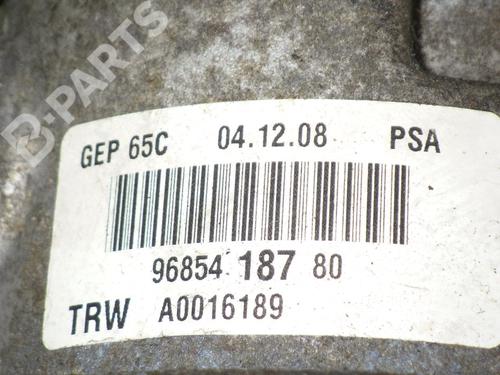 B-PARTS
GEP 65C 04.12.08 PSA
96854 187 80
TRW A0016189